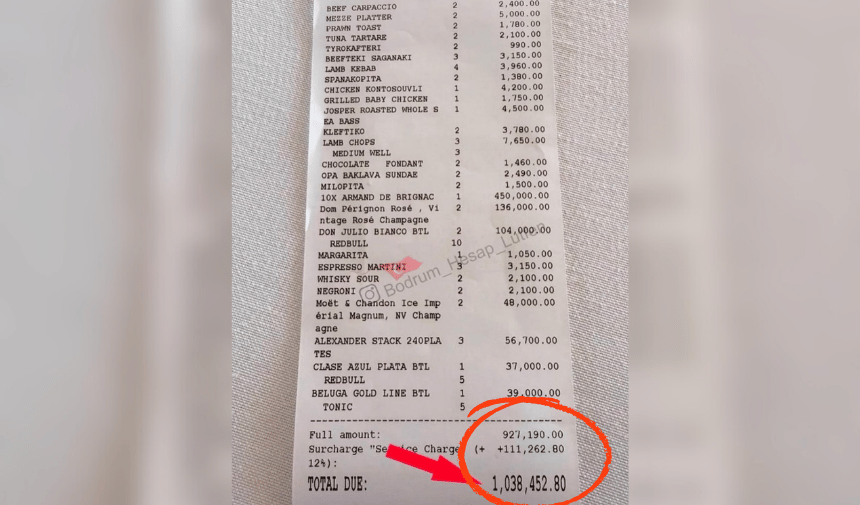 BEEF CARPACCIO 2 2,400.00
MEZZE PLATTER 2 5,000.00
PRAWN TOAST 2 1,780.00
TUNA TARTARE 2 2,100.00
TYROKAFTERI 2 990.00
BEEFTEKI SAGANAKI 3 3,150.00
LAMB KEBAB 4 3,960.00
SPANAKOPITA 2 1,380.00
CHICKEN KONTOSOUVLI 1 4,200.00
GRILLED BABY CHICKEN 1 1,750.00
JOSPER ROASTED WHOLE S 1 4,500.00
EA BASS
KLEFTIKO 2 3,780.00
LAMB CHOPS 3 7,650.00
MEDIUM WELL 3
CHOCOLATE FONDANT 2 1,460.00
OPA BAKLAVA SUNDAE 2 2,490.00
MILOPITA 2 1,500.00
10X ARMAND DE BRIGNAC 1 450,000.00
Dom Pérignon Rosé , Vi 2 136,000.00
ntage Rosé Champagne
DON JULIO BIANCO BTL 2 104,000.00
REDBULL 10
MARGARITA 1 1,050.00
ESPRESSO MARTINI 3 3,150.00
WHISKY SOUR 2 2,100.00
NEGRONI 2 2,100.00
Moët & Chandon Ice Imp 2 48,000.00
érial Magnum, NV Champ
agne
ALEXANDER STACK 240PLA 3 56,700.00
TES
CLASE AZUL PLATA BTL 1 37,000.00
REDBULL 5
BELUGA GOLD LINE BTL 1 39,000.00
TONIC 5
Full amount: 927,190.00
Surcharge "Service Charge (+ +111,262.80
12%):
TOTAL DUE: 1,038,452.80
Bodrum_Hesap_Lutfen